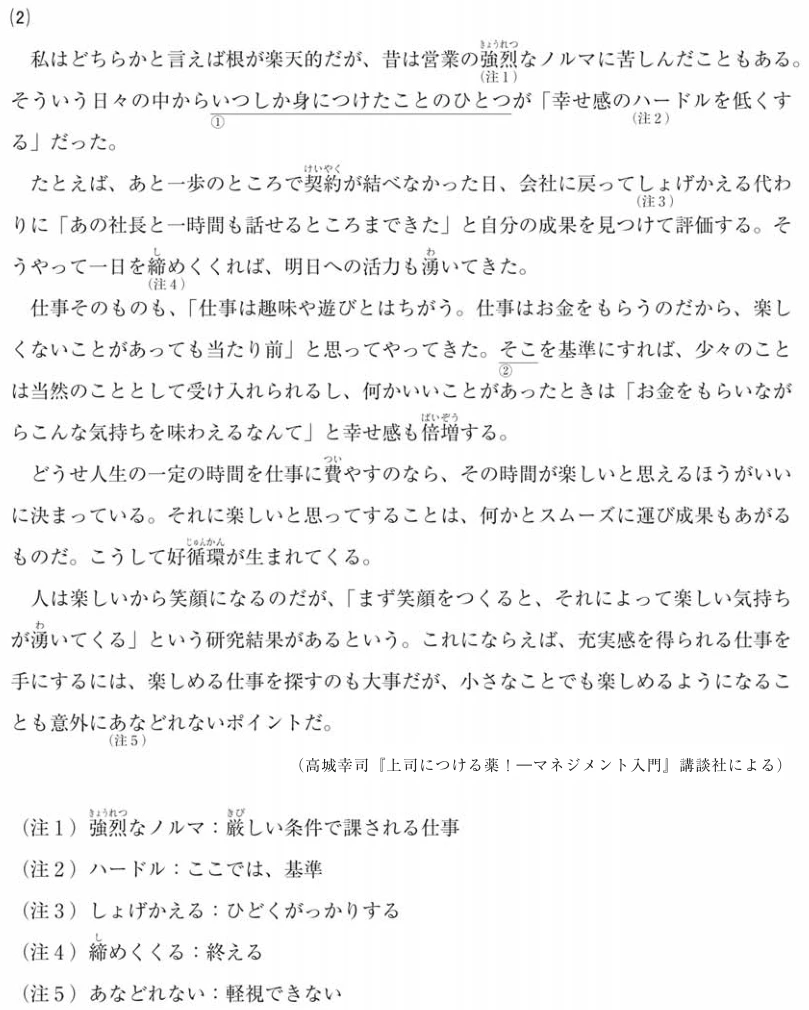 (2)
私はどちらかと言えば根が楽天的だが、昔は営業の強烈なノルマに苦しんだこともある。
そういう日々の中からいつしか身につけたことのひとつが「幸せ感のハードルを低くす
る」だった。
たとえば、あと一歩のところで契約が結べなかった日、会社に戻ってしょげかえる代わ
りに「あの社長と一時間も話せるところまできた」と自分の成果を見つけて評価する。そ
うやって一日を締めくくれば、明日への活力も湧いてきた。
仕事そのものも、「仕事は趣味や遊びとはちがう。仕事はお金をもらうのだから、楽し
くないことがあっても当たり前」と思ってやってきた。そこを基準にすれば、少々のこと
は当然のこととして受け入れられるし、何かいいことがあったときは「お金をもらいなが
らこんな気持ちを味わえるなんて」と幸せ感も倍増する。
どうせ人生の一定の時間を仕事に費やすのなら、その時間が楽しいと思えるほうがいい
に決まっている。それに楽しいと思ってすることは、何かとスムーズに運び成果もあがる
ものだ。こうして好循環が生まれてくる。
人は楽しいから笑顔になるのだが、「まず笑顔をつくると、それによって楽しい気持ち
が湧いてくる」という研究結果があるという。これにならえば、充実感を得られる仕事を
手にするには、楽しめる仕事を探すのも大事だが、小さなことでも楽しめるようになるこ
とも意外にあなどれないポイントだ。
（高城幸司『上司につける薬！―マネジメント入門』講談社による）
（注１）強烈なノルマ：厳しい条件で課される仕事
（注２）ハードル：ここでは、基準
（注３）しょげかえる：ひどくがっかりする
（注４）締めくくる：終える
（注５）あなどれない：軽視できない